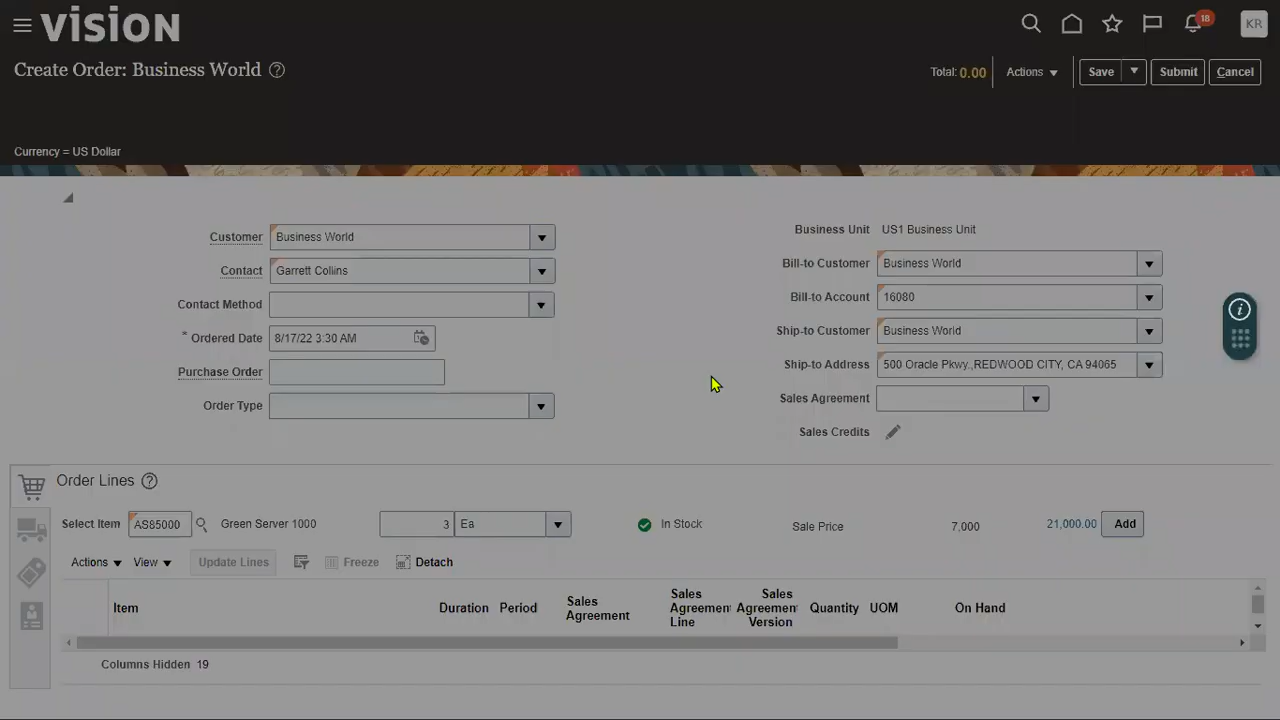 vision
18
KR
Create Order: Business World ?
Total: 0.00 Actions Save Submit Cancel
Currency = US Dollar
Customer Business World
Contact Garrett Collins
Contact Method
* Ordered Date 8/17/22 3:30 AM
Purchase Order
Order Type
Business Unit US1 Business Unit
Bill-to Customer Business World
Bill-to Account 16080
Ship-to Customer Business World
Ship-to Address 500 Oracle Pkwy.,REDWOOD CITY, CA 94065
Sales Agreement
Sales Credits
i
Order Lines ?
Select Item AS85000 Green Server 1000 3 Ea In Stock Sale Price 7,000 21,000.00 Add
Actions View Update Lines Freeze Detach
Item Duration Period Sales Agreement Sales Agreement Line Sales Agreement Version Quantity UOM On Hand
Columns Hidden 19